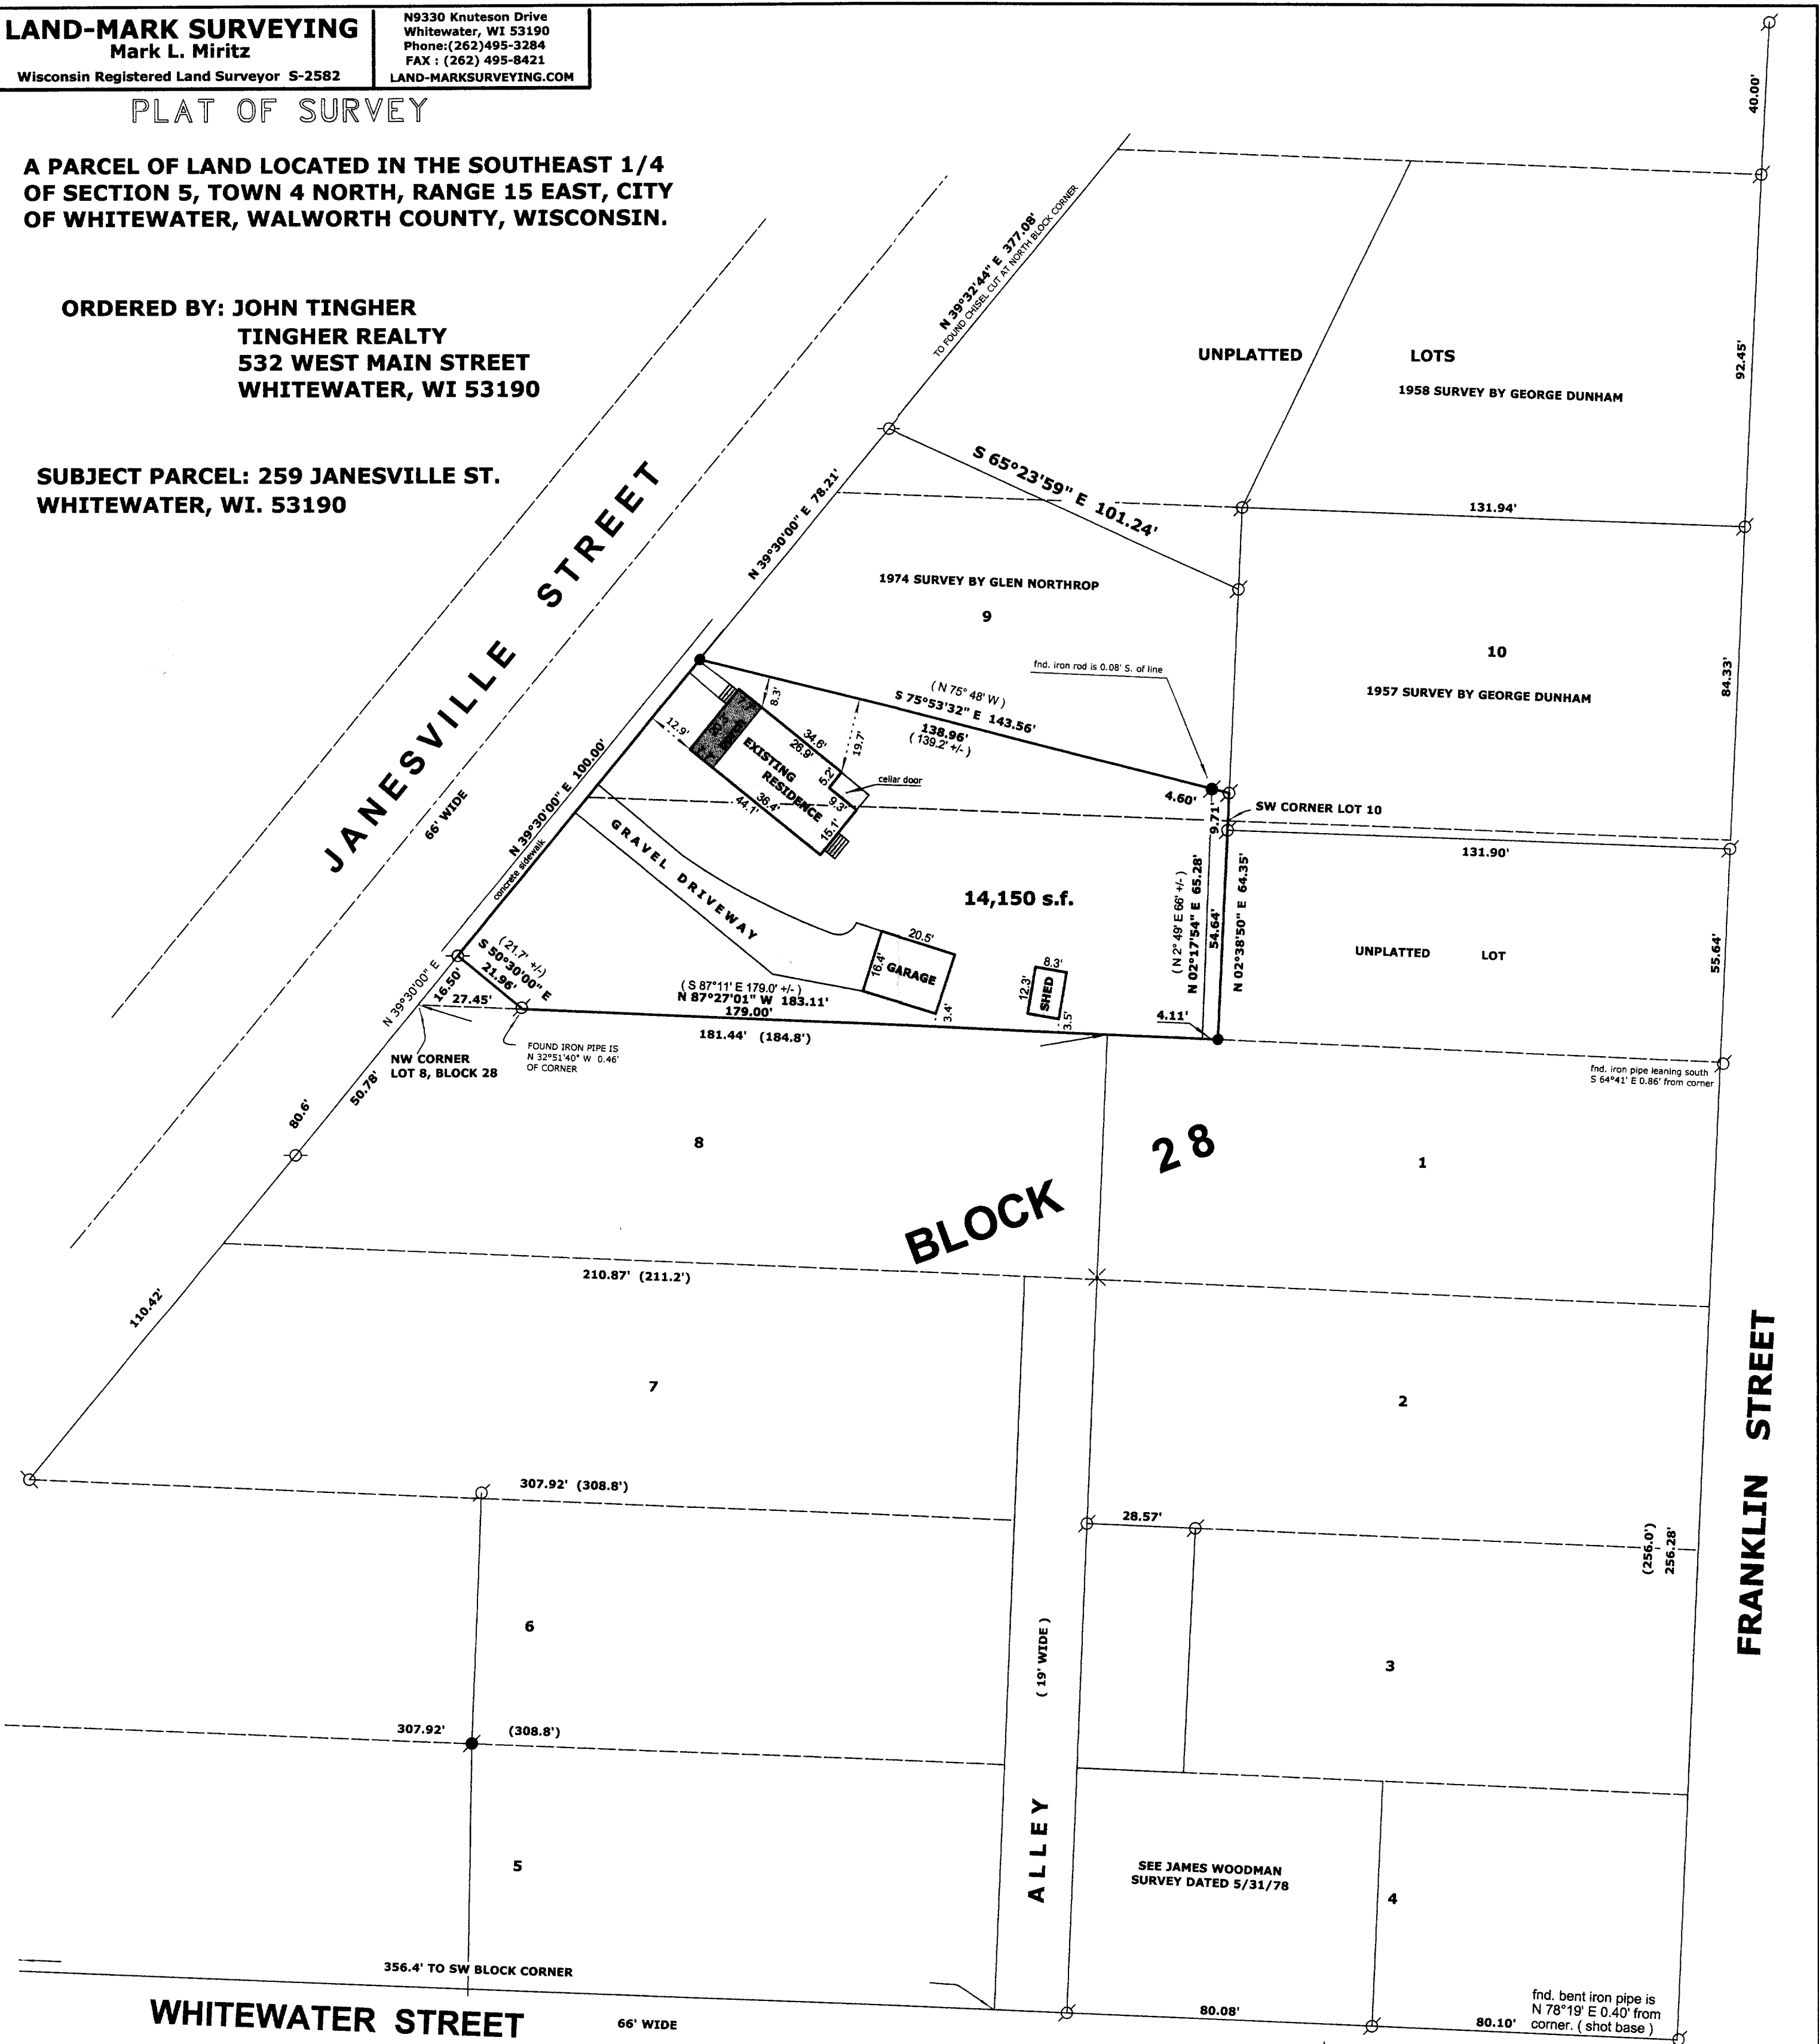 LAND-MARK SURVEYING
Mark L. Miritz
Wisconsin Registered Land Surveyor S-2582
N9330 Knuteson Drive
Whitewater, WI 53190
Phone:(262)495-3284
FAX : (262) 495-8421
LAND-MARKSURVEYING.COM
PLAT OF SURVEY
A PARCEL OF LAND LOCATED IN THE SOUTHEAST 1/4
OF SECTION 5, TOWN 4 NORTH, RANGE 15 EAST, CITY
OF WHITEWATER, WALWORTH COUNTY, WISCONSIN.
ORDERED BY: JOHN TINGHER
TINGHER REALTY
532 WEST MAIN STREET
WHITEWATER, WI 53190
SUBJECT PARCEL: 259 JANESVILLE ST.
WHITEWATER, WI. 53190
40.00'
N 39°32'44" E 377.08'
TO FOUND CHISEL CUT AT NORTH BLOCK CORNER
UNPLATTED LOTS
1958 SURVEY BY GEORGE DUNHAM
92.45'
S 65°23'59" E 101.24'
131.94'
N 39°30'00" E 78.21'
1974 SURVEY BY GLEN NORTHROP
9
10
1957 SURVEY BY GEORGE DUNHAM
84.33'
JANESVILLE STREET
66' WIDE
fnd. iron rod is 0.08' S. of line
( N 75° 48' W )
S 75°53'32" E 143.56'
138.96'
( 139.2' +/- )
8.3'
12.9'
34.6'
26.9'
19.7'
EXISTING
RESIDENCE
5.2'
9.3'
36.4'
44.1'
15.1'
cellar door
N 39°30'00" E 100.00'
concrete sidewalk
GRAVEL DRIVEWAY
4.60'
9.71'
SW CORNER LOT 10
131.90'
14,150 s.f.
( N 2° 49' E 66' +/- )
N 02°17'54" E 65.28'
54.64'
N 02°38'50" E 64.35'
UNPLATTED LOT
55.64'
20.5'
16.4'
GARAGE
3.4'
8.3'
12.3'
SHED
3.5'
( 21.7' +/- )
S 50°30'00" E
21.96'
N 39°30'00" E
16.50'
27.45'
( S 87°11' E 179.0' +/- )
N 87°27'01" W 183.11'
179.00'
181.44' (184.8')
4.11'
NW CORNER
LOT 8, BLOCK 28
FOUND IRON PIPE IS
N 32°51'40" W 0.46'
OF CORNER
fnd. iron pipe leaning south
S 64°41' E 0.86' from corner
50.78'
80.6'
8
BLOCK 28
1
110.42'
210.87' (211.2')
7
2
307.92' (308.8')
28.57'
(256.0')
256.28'
FRANKLIN STREET
6
3
( 19' WIDE )
307.92' (308.8')
5
ALLEY
SEE JAMES WOODMAN
SURVEY DATED 5/31/78
4
356.4' TO SW BLOCK CORNER
WHITEWATER STREET
66' WIDE
80.08'
80.10'
fnd. bent iron pipe is
N 78°19' E 0.40' from
corner. ( shot base )